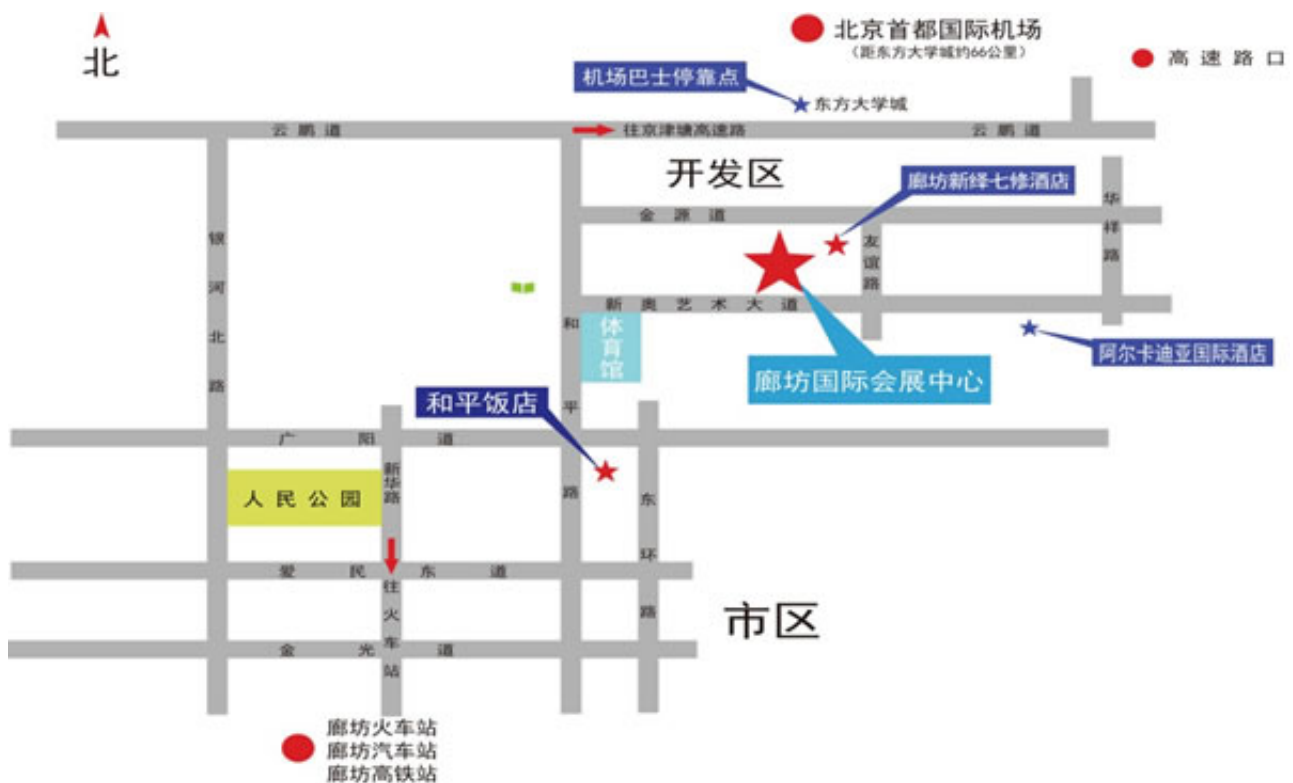 北
北京首都国际机场
（距东方大学城约66公里）
高速路口
机场巴士停靠点
东方大学城
云鹏道
往京津塘高速路
云鹏道
开发区
廊坊新绎七修酒店
华祥路
金源道
友谊路
银河北路
新奥艺术大道
体育馆
和平路
廊坊国际会展中心
阿尔卡迪亚国际酒店
和平饭店
广阳道
新华路
人民公园
东环路
爱民东道
往火车站
市区
金光道
廊坊火车站
廊坊汽车站
廊坊高铁站